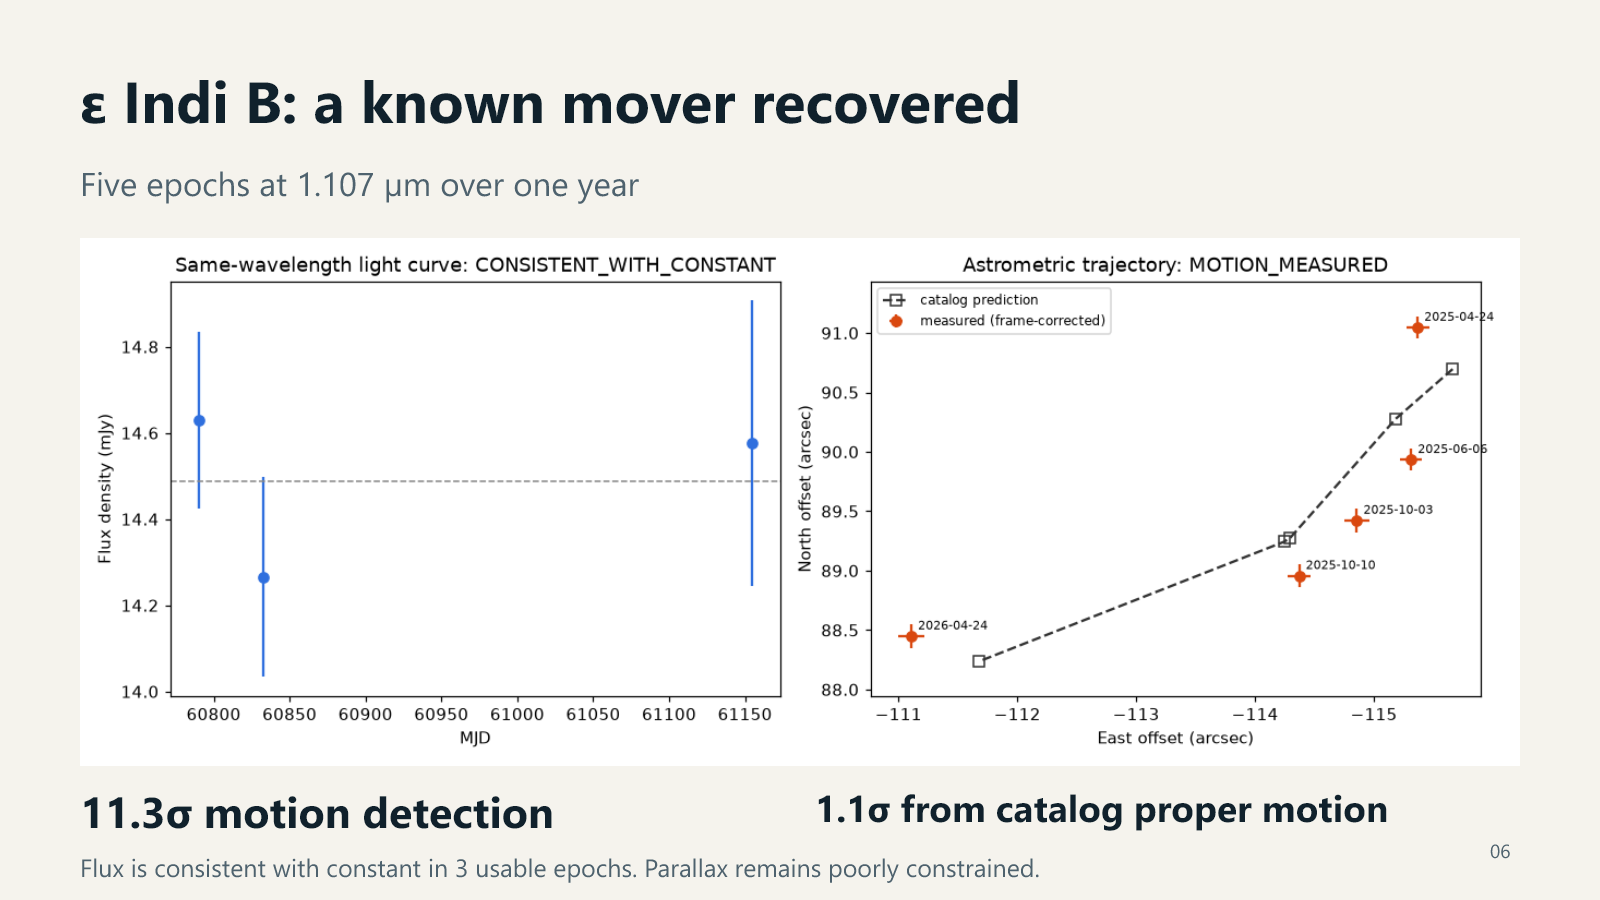 ε Indi B: a known mover recovered
Five epochs at 1.107 µm over one year
Same-wavelength light curve: CONSISTENT_WITH_CONSTANT
Flux density (mJy)
14.8
14.6
14.4
14.2
14.0
60800 60850 60900 60950 61000 61050 61100 61150
MJD
Astrometric trajectory: MOTION_MEASURED
catalog prediction
measured (frame-corrected)
North offset (arcsec)
91.0
90.5
90.0
89.5
89.0
88.5
88.0
2025-04-24
2025-06-06
2025-10-03
2025-10-10
2026-04-24
−111 −112 −113 −114 −115
East offset (arcsec)
11.3σ motion detection
1.1σ from catalog proper motion
Flux is consistent with constant in 3 usable epochs. Parallax remains poorly constrained.
06